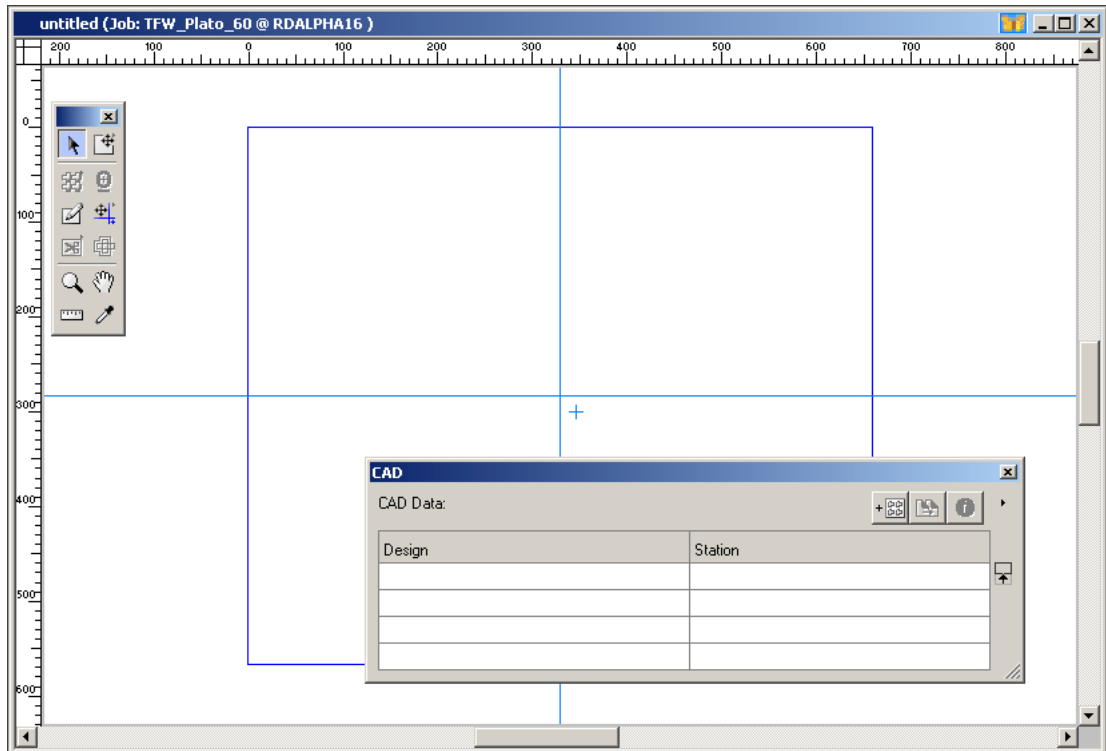 untitled (Job: TFW_Plato_60 @ RDALPHA16 )
200 100 0 100 200 300 400 500 600 700 800
0
100
200
300
400
500
600
CAD
CAD Data:
Design Station